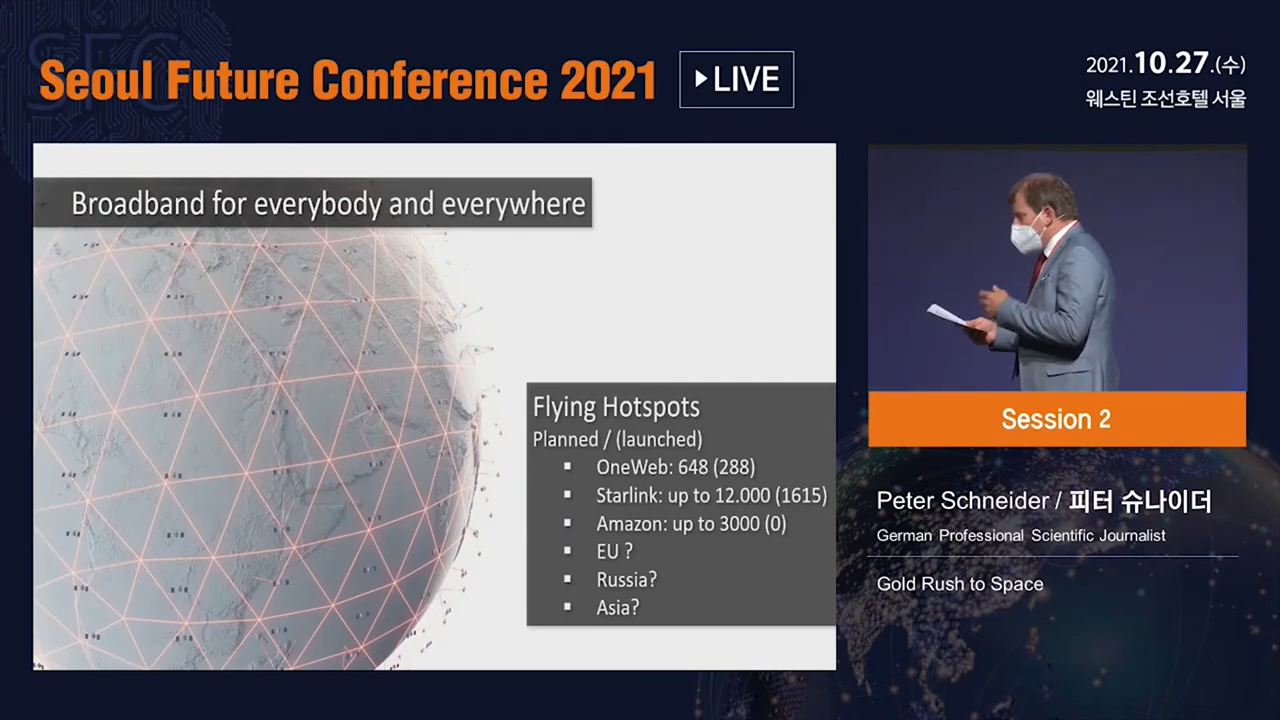 SFC
Seoul Future Conference 2021
LIVE
2021.10.27.(수)
웨스틴 조선호텔 서울
Broadband for everybody and everywhere
Flying Hotspots
Planned / (launched)
▪ OneWeb: 648 (288)
▪ Starlink: up to 12.000 (1615)
▪ Amazon: up to 3000 (0)
▪ EU ?
▪ Russia?
▪ Asia?
Session 2
Peter Schneider / 피터 슈나이더
German Professional Scientific Journalist
Gold Rush to Space